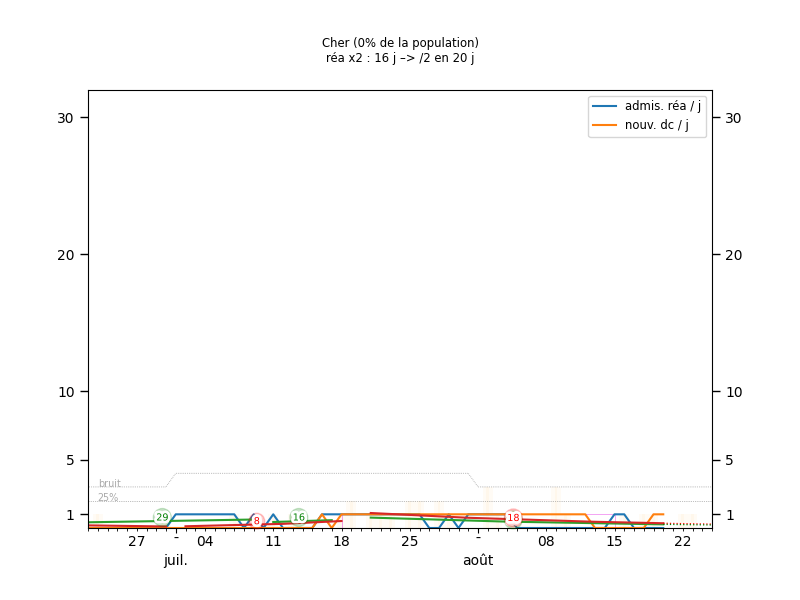 Cher (0% de la population)
réa x2 : 16 j –> /2 en 20 j
admis. réa / j
nouv. dc / j
30 30
20 20
10 10
5 5
bruit
25%
29 8 16 18
1 1
27 - 04 11 18 25 - 08 15 22
juil. août